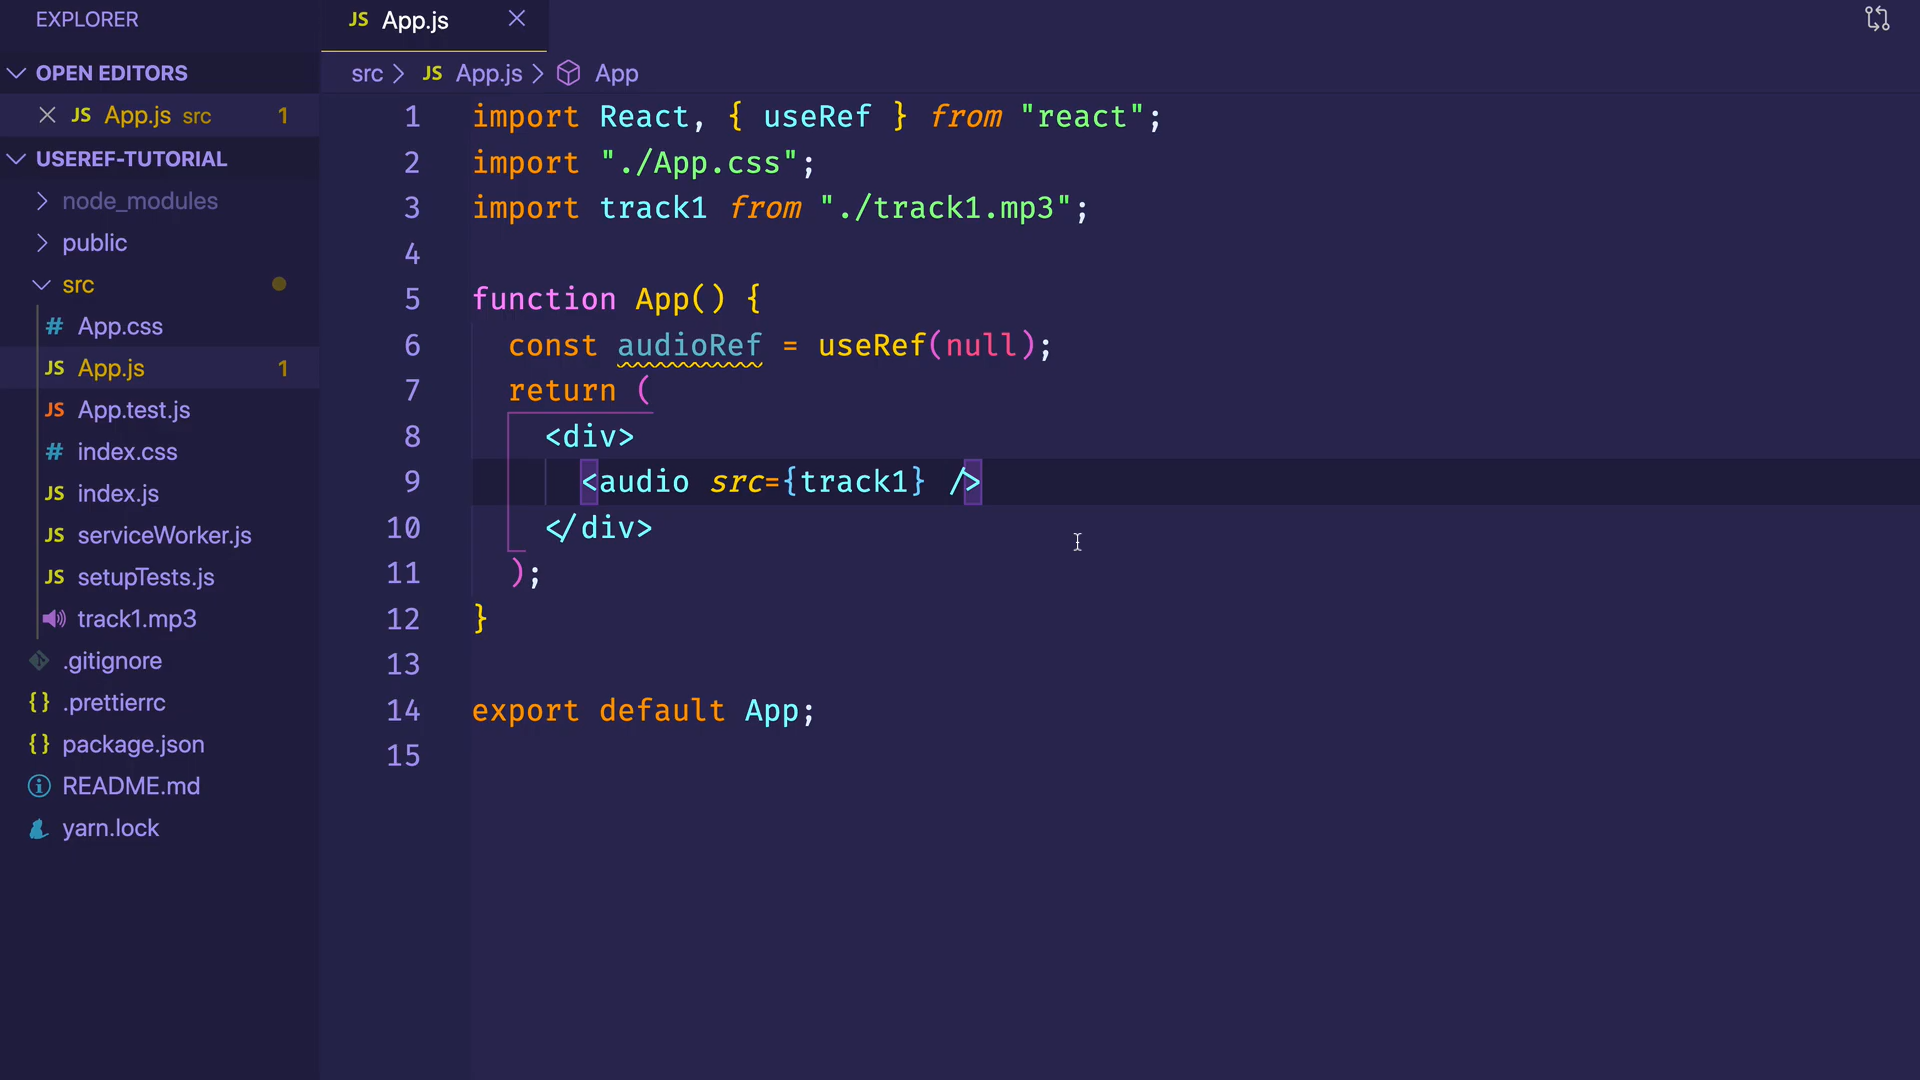 EXPLORER
OPEN EDITORS
JS App.js src 1
USEREF-TUTORIAL
node_modules
public
src
# App.css
JS App.js 1
JS App.test.js
# index.css
JS index.js
JS serviceWorker.js
JS setupTests.js
track1.mp3
.gitignore
{} .prettierrc
{} package.json
README.md
yarn.lock
JS App.js
src > JS App.js > App
1 import React, { useRef } from "react";
2 import "./App.css";
3 import track1 from "./track1.mp3";
4
5 function App() {
6 const audioRef = useRef(null);
7 return (
8 <div>
9 <audio src={track1} />
10 </div>
11 );
12 }
13
14 export default App;
15